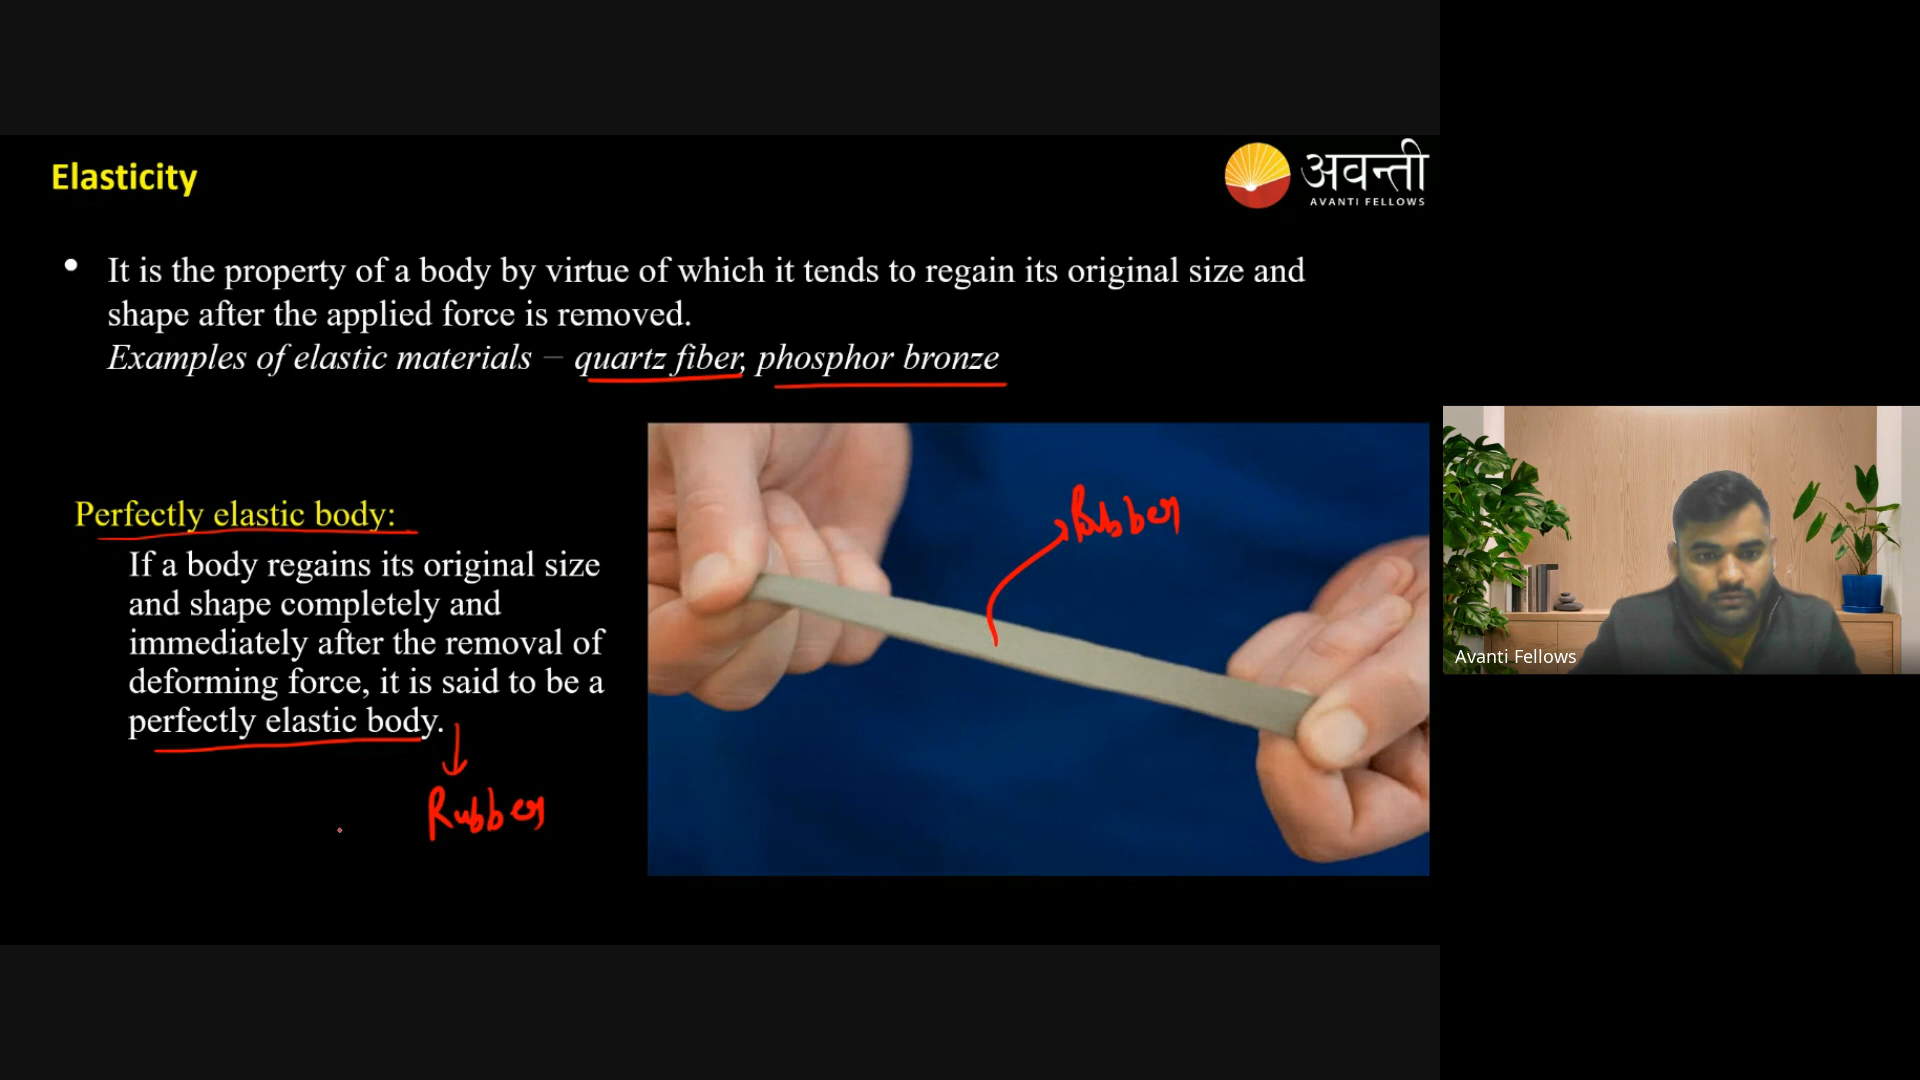 Elasticity
अवन्ती
AVANTI FELLOWS
• It is the property of a body by virtue of which it tends to regain its original size and
shape after the applied force is removed.
Examples of elastic materials − quartz fiber, phosphor bronze
Perfectly elastic body:
If a body regains its original size
and shape completely and
immediately after the removal of
deforming force, it is said to be a
perfectly elastic body.
Rubber
Rubber
Avanti Fellows